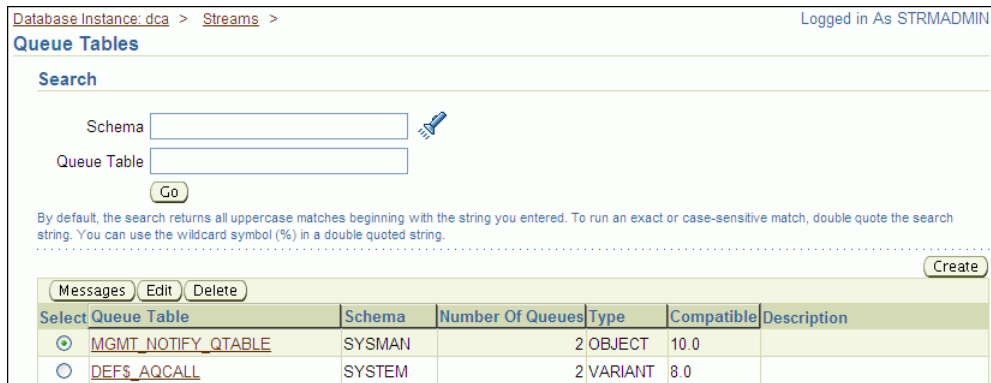 Database Instance: dca > Streams >
Logged in As STRMADMIN
Queue Tables
Search
Schema
Queue Table
Go
By default, the search returns all uppercase matches beginning with the string you entered. To run an exact or case-sensitive match, double quote the search
string. You can use the wildcard symbol (%) in a double quoted string.
Create
Messages Edit Delete
Select Queue Table Schema Number Of Queues Type Compatible Description
MGMT_NOTIFY_QTABLE SYSMAN 2 OBJECT 10.0
DEF$_AQCALL SYSTEM 2 VARIANT 8.0